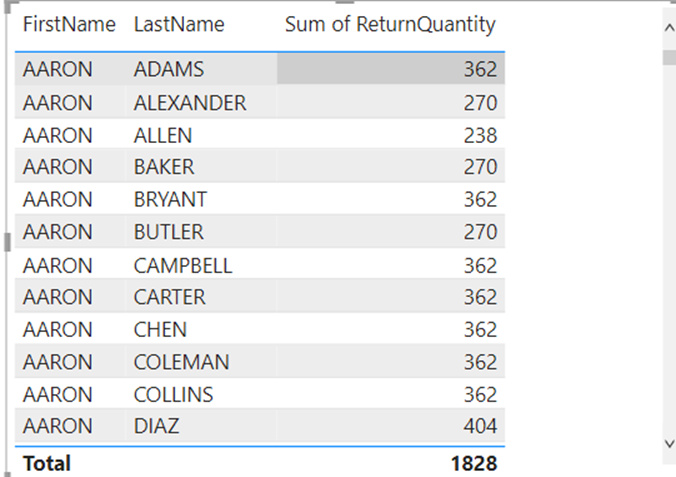 FirstName LastName Sum of ReturnQuantity
AARON ADAMS 362
AARON ALEXANDER 270
AARON ALLEN 238
AARON BAKER 270
AARON BRYANT 362
AARON BUTLER 270
AARON CAMPBELL 362
AARON CARTER 362
AARON CHEN 362
AARON COLEMAN 362
AARON COLLINS 362
AARON DIAZ 404
Total 1828